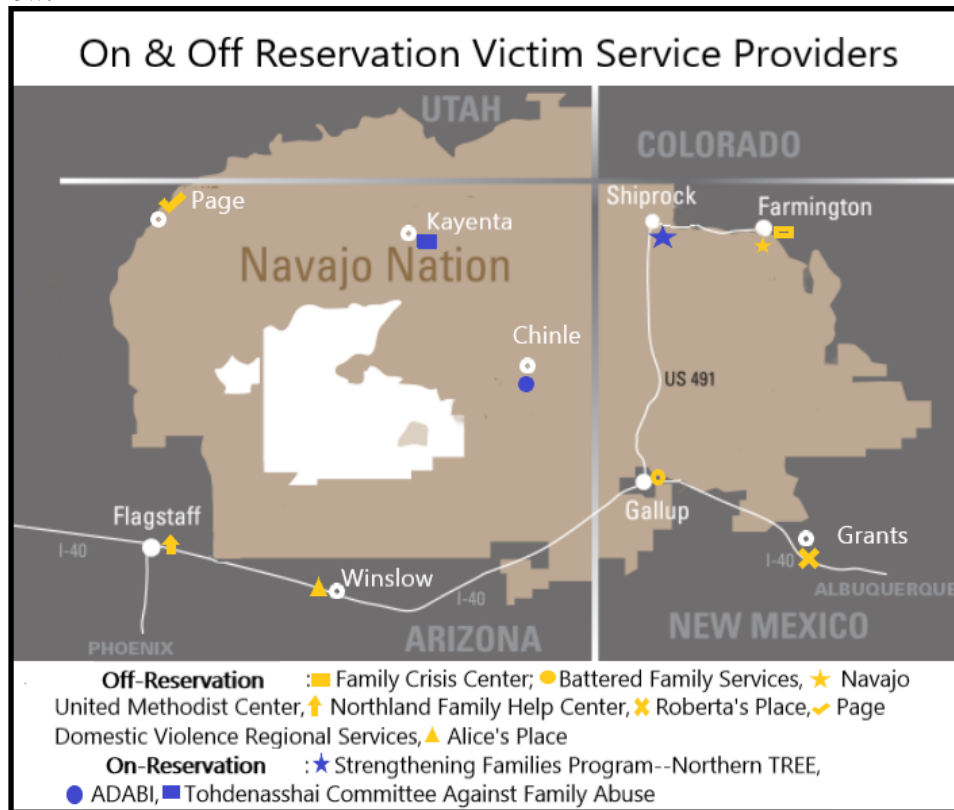 On & Off Reservation Victim Service Providers
UTAH
COLORADO
Page
Shiprock
Farmington
Kayenta
Navajo Nation
Chinle
US 491
Flagstaff
Gallup
Grants
I-40
I-40
Winslow
I-40
ALBUQUERQUE
PHOENIX
ARIZONA
NEW MEXICO
Off-Reservation : Family Crisis Center; Battered Family Services, Navajo
United Methodist Center, Northland Family Help Center, Roberta's Place, Page
Domestic Violence Regional Services, Alice's Place
On-Reservation : Strengthening Families Program--Northern TREE,
ADABI, Tohdenasshai Committee Against Family Abuse